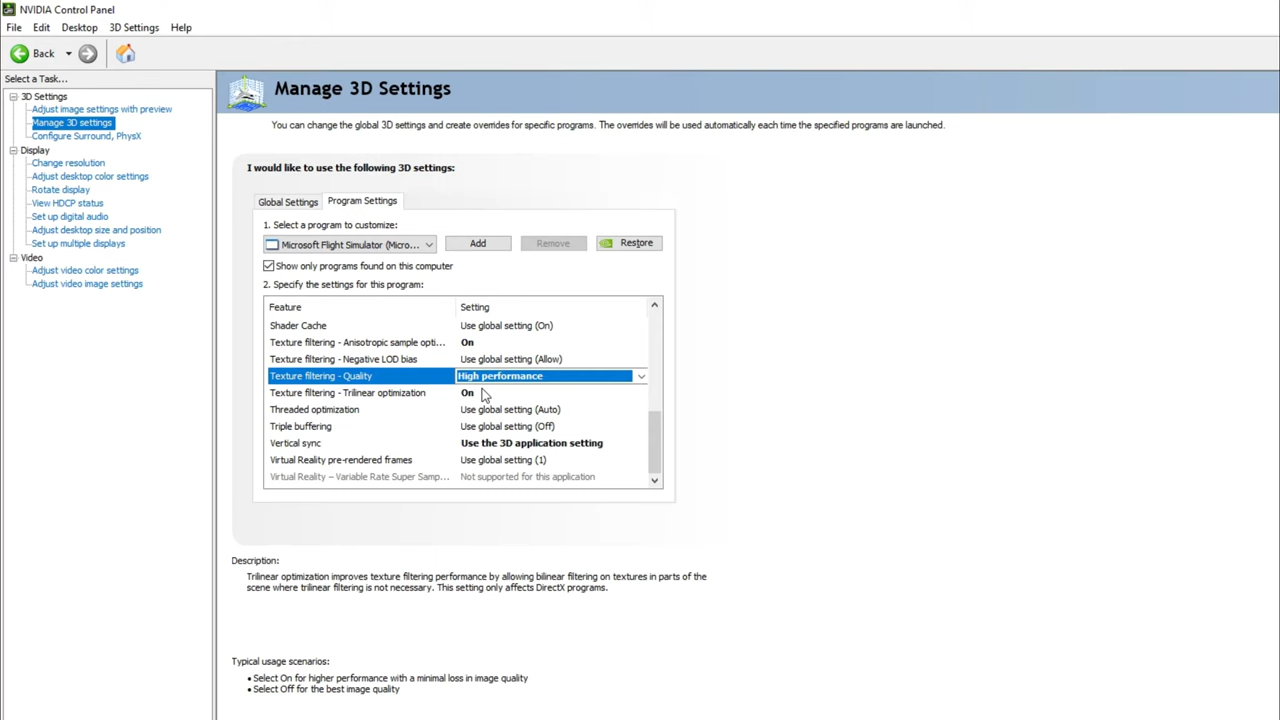 NVIDIA Control Panel
File Edit Desktop 3D Settings Help
Back
Select a Task...
3D Settings
Adjust image settings with preview
Manage 3D settings
Configure Surround, PhysX
Display
Change resolution
Adjust desktop color settings
Rotate display
View HDCP status
Set up digital audio
Adjust desktop size and position
Set up multiple displays
Video
Adjust video color settings
Adjust video image settings
Manage 3D Settings
You can change the global 3D settings and create overrides for specific programs. The overrides will be used automatically each time the specified programs are launched.
I would like to use the following 3D settings:
Global Settings Program Settings
1. Select a program to customize:
Microsoft Flight Simulator (Micro... Add Remove Restore
Show only programs found on this computer
2. Specify the settings for this program:
Feature Setting
Shader Cache Use global setting (On)
Texture filtering - Anisotropic sample opti... On
Texture filtering - Negative LOD bias Use global setting (Allow)
Texture filtering - Quality High performance
Texture filtering - Trilinear optimization On
Threaded optimization Use global setting (Auto)
Triple buffering Use global setting (Off)
Vertical sync Use the 3D application setting
Virtual Reality pre-rendered frames Use global setting (1)
Virtual Reality – Variable Rate Super Samp... Not supported for this application
Description:
Trilinear optimization improves texture filtering performance by allowing bilinear filtering on textures in parts of the
scene where trilinear filtering is not necessary. This setting only affects DirectX programs.
Typical usage scenarios:
• Select On for higher performance with a minimal loss in image quality
• Select Off for the best image quality